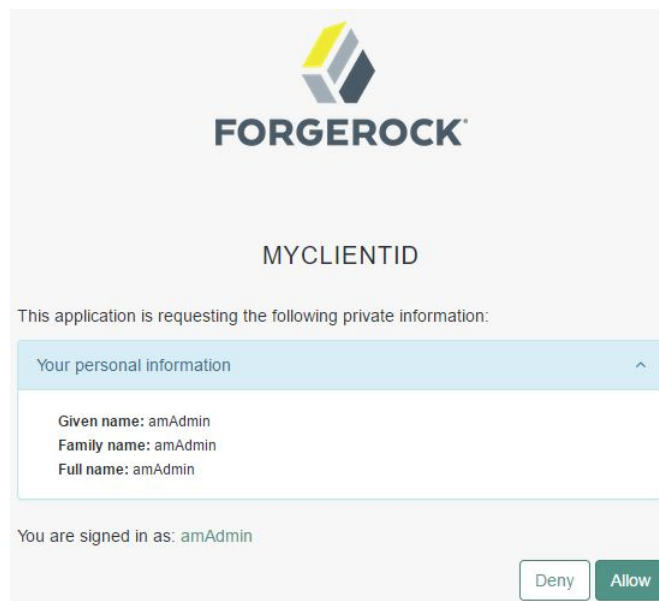 FORGEROCK
MYCLIENTID
This application is requesting the following private information:
Your personal information
Given name: amAdmin
Family name: amAdmin
Full name: amAdmin
You are signed in as: amAdmin
Deny Allow